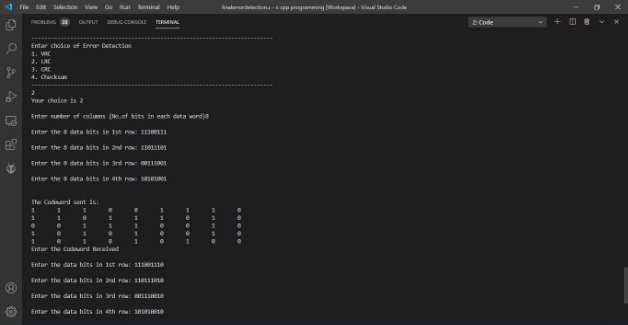 File Edit Selection View Go Run Terminal Help finalerrordetection.c - c cpp programming (Workspace) - Visual Studio Code
PROBLEMS OUTPUT DEBUG CONSOLE TERMINAL 2: Code
--------------------------------------------------------------------------
Enter choice of Error Detection
1. VRC
2. LRC
3. CRC
4. Checksum
--------------------------------------------------------------------------
2
Your choice is 2
Enter number of columns (No.of bits in each data word)8
Enter the 8 data bits in 1st row: 11100111
Enter the 8 data bits in 2nd row: 11011101
Enter the 8 data bits in 3rd row: 00111001
Enter the 8 data bits in 4th row: 10101001
The Codeword sent is:
1 1 1 0 0 1 1 1 0
1 1 0 1 1 1 0 1 0
0 0 1 1 1 0 0 1 0
1 0 1 0 1 0 0 1 0
1 0 1 0 1 0 1 0 0
Enter the Codeword Received
Enter the data bits in 1st row: 111001110
Enter the data bits in 2nd row: 110111010
Enter the data bits in 3rd row: 001110010
Enter the data bits in 4th row: 101010010